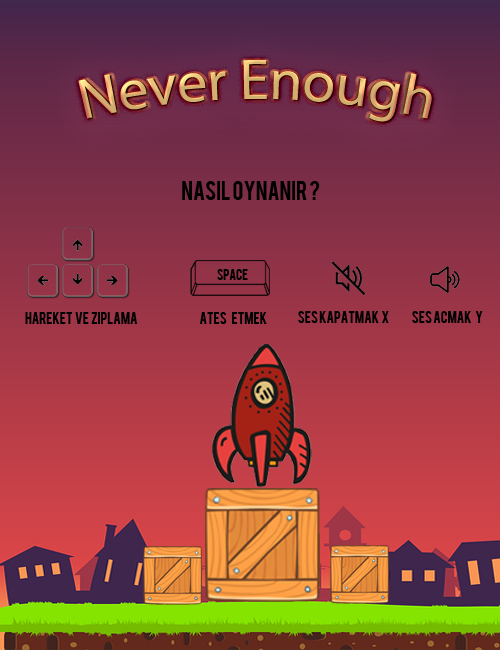 Never Enough
NASIL OYNANIR ?
SPACE
HAREKET VE ZIPLAMA
ATES ETMEK
SES KAPATMAK X
SES ACMAK Y